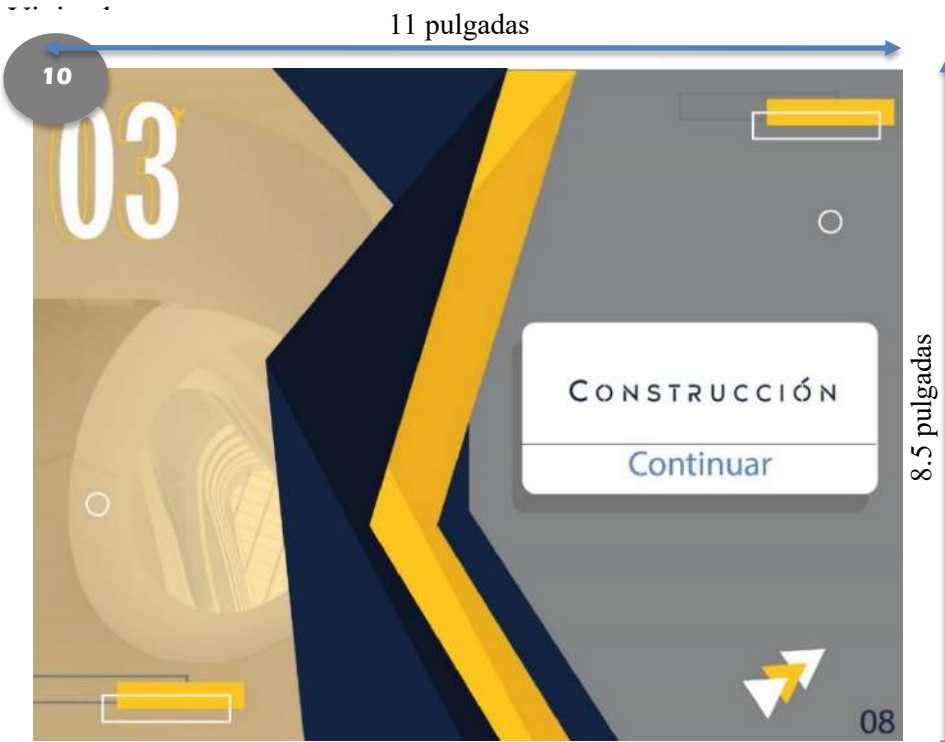 11 pulgadas
10
03
CONSTRUCCIÓN
Continuar
8.5 pulgadas
08